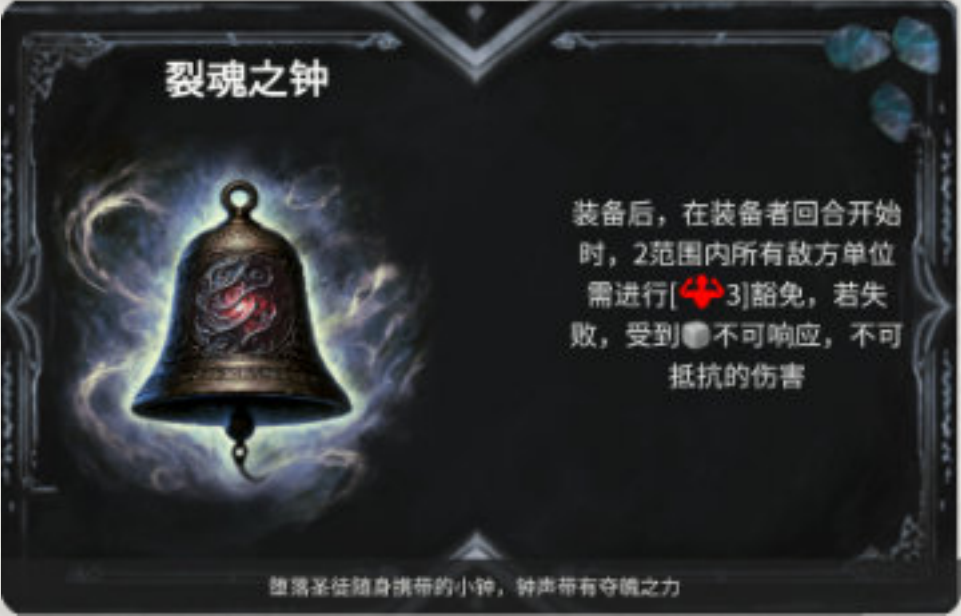 裂魂之钟
装备后，在装备者回合开始
时，2范围内所有敌方单位
需进行[3]豁免，若失
败，受到不可响应，不可
抵抗的伤害
堕落圣徒随身携带的小钟，钟声带有夺魄之力